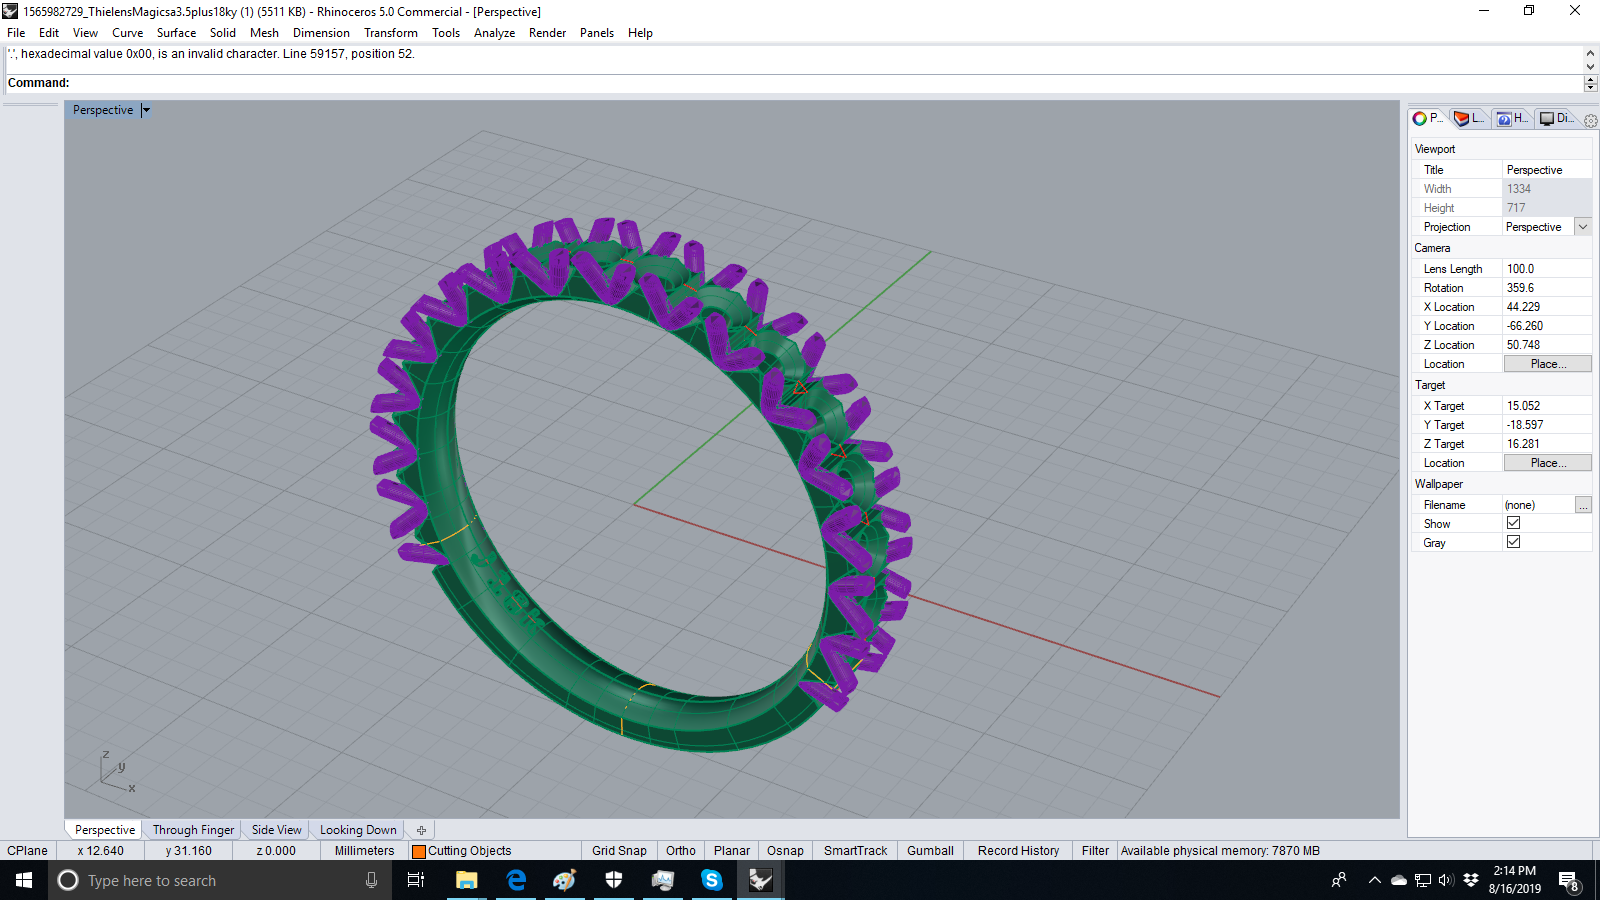 1565982729_ThielensMagicsa3.5plus18ky (1) (5511 KB) - Rhinoceros 5.0 Commercial - [Perspective]
File Edit View Curve Surface Solid Mesh Dimension Transform Tools Analyze Render Panels Help
'.', hexadecimal value 0x00, is an invalid character. Line 59157, position 52.
Command:
Perspective
P... L... H... Di...
Viewport
Title Perspective
Width 1334
Height 717
Projection Perspective
Camera
Lens Length 100.0
Rotation 359.6
X Location 44.229
Y Location -66.260
Z Location 50.748
Location Place...
Target
X Target 15.052
Y Target -18.597
Z Target 16.281
Location Place...
Wallpaper
Filename (none) ...
Show
Gray
z
y
x
Perspective Through Finger Side View Looking Down
CPlane x 12.640 y 31.160 z 0.000 Millimeters Cutting Objects Grid Snap Ortho Planar Osnap SmartTrack Gumball Record History Filter Available physical memory: 7870 MB
Type here to search
2:14 PM
8/16/2019
8